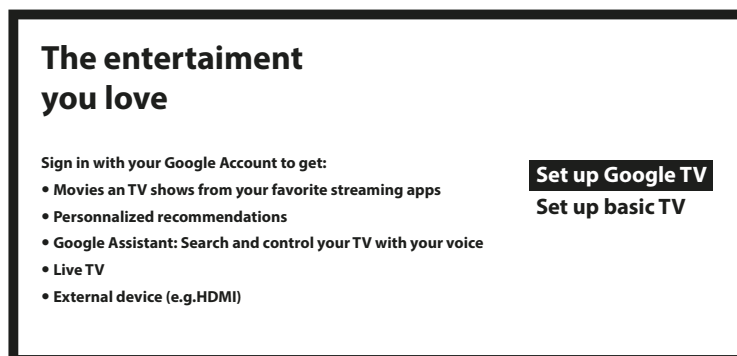 The entertaiment
you love
Sign in with your Google Account to get:
• Movies an TV shows from your favorite streaming apps
• Personnalized recommendations
• Google Assistant: Search and control your TV with your voice
• Live TV
• External device (e.g.HDMI)
Set up Google TV
Set up basic TV